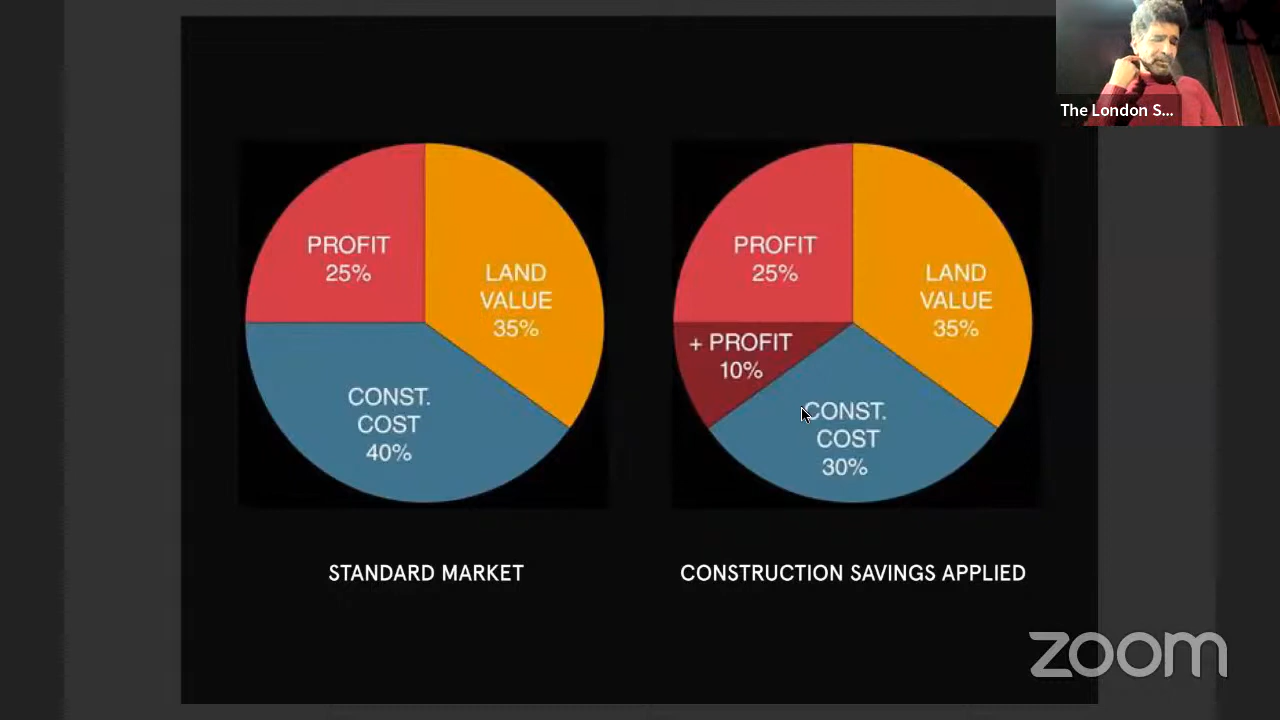 The London S...
PROFIT
25%
LAND
VALUE
35%
CONST.
COST
40%
PROFIT
25%
LAND
VALUE
35%
+ PROFIT
10%
CONST.
COST
30%
STANDARD MARKET
CONSTRUCTION SAVINGS APPLIED
zoom